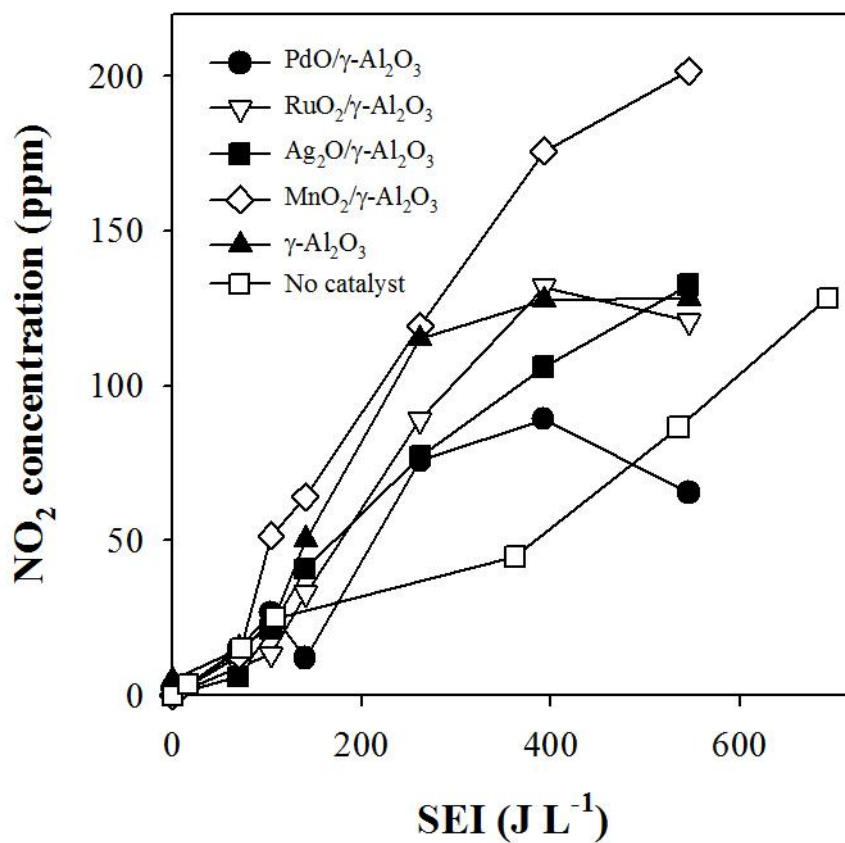 200
150
100
50
0
NO₂ concentration (ppm)
PdO/γ-Al₂O₃
RuO₂/γ-Al₂O₃
Ag₂O/γ-Al₂O₃
MnO₂/γ-Al₂O₃
γ-Al₂O₃
No catalyst
0 200 400 600
SEI (J L⁻¹)